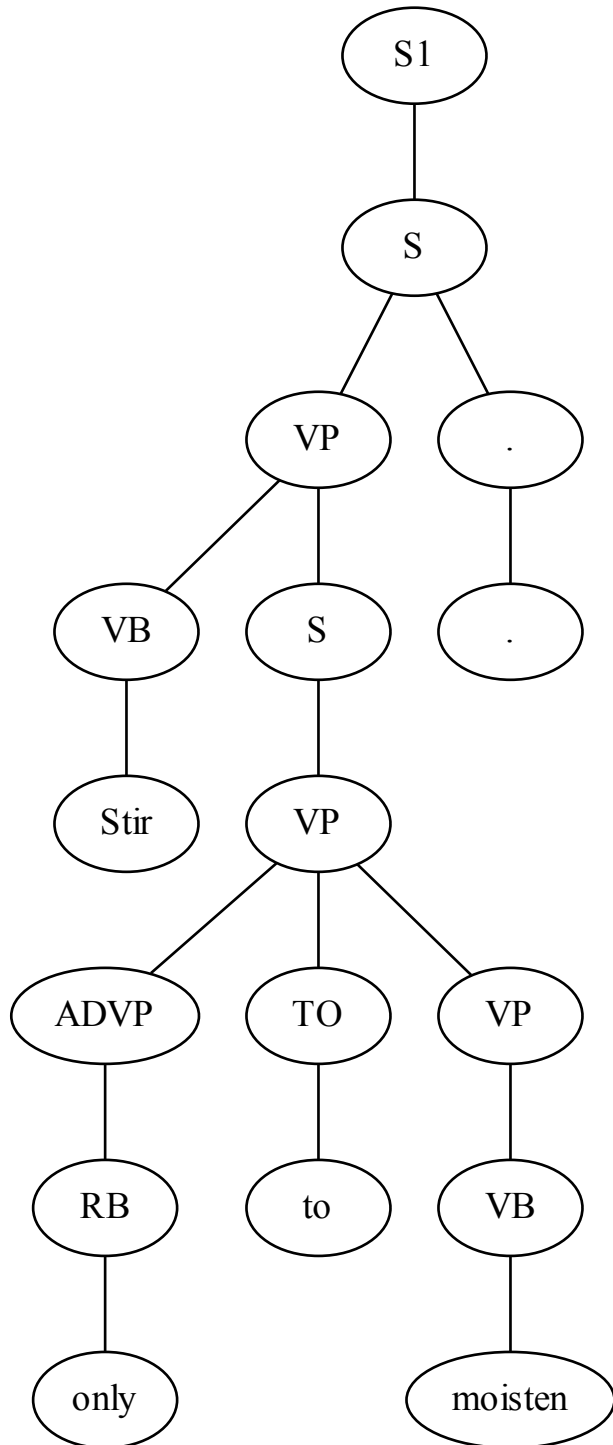 S1
S
VP .
VB S .
Stir VP
ADVP TO VP
RB to VB
only moisten